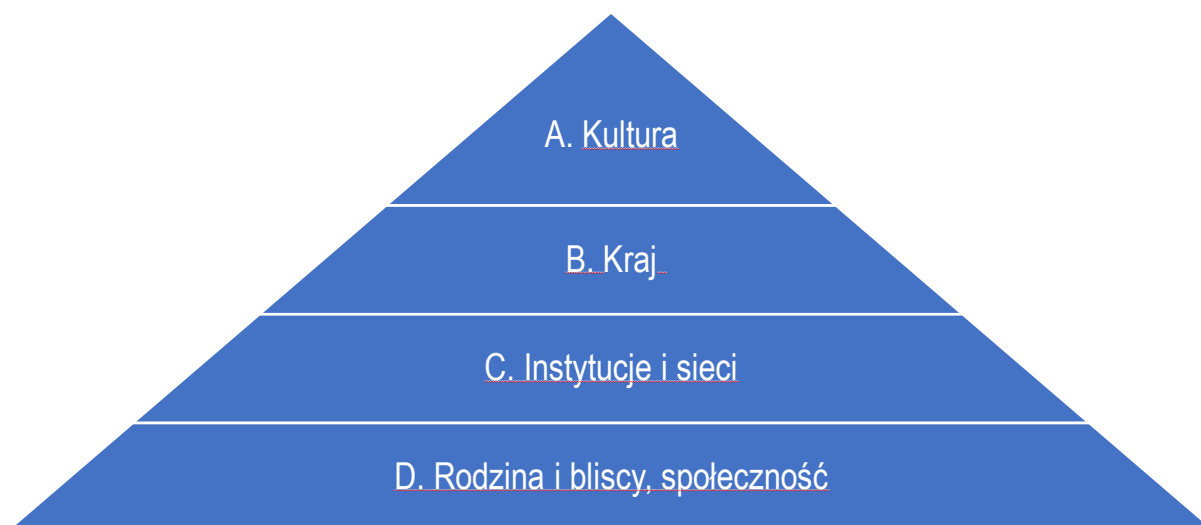 A. Kultura
B. Kraj
C. Instytucje i sieci
D. Rodzina i bliscy, społeczność